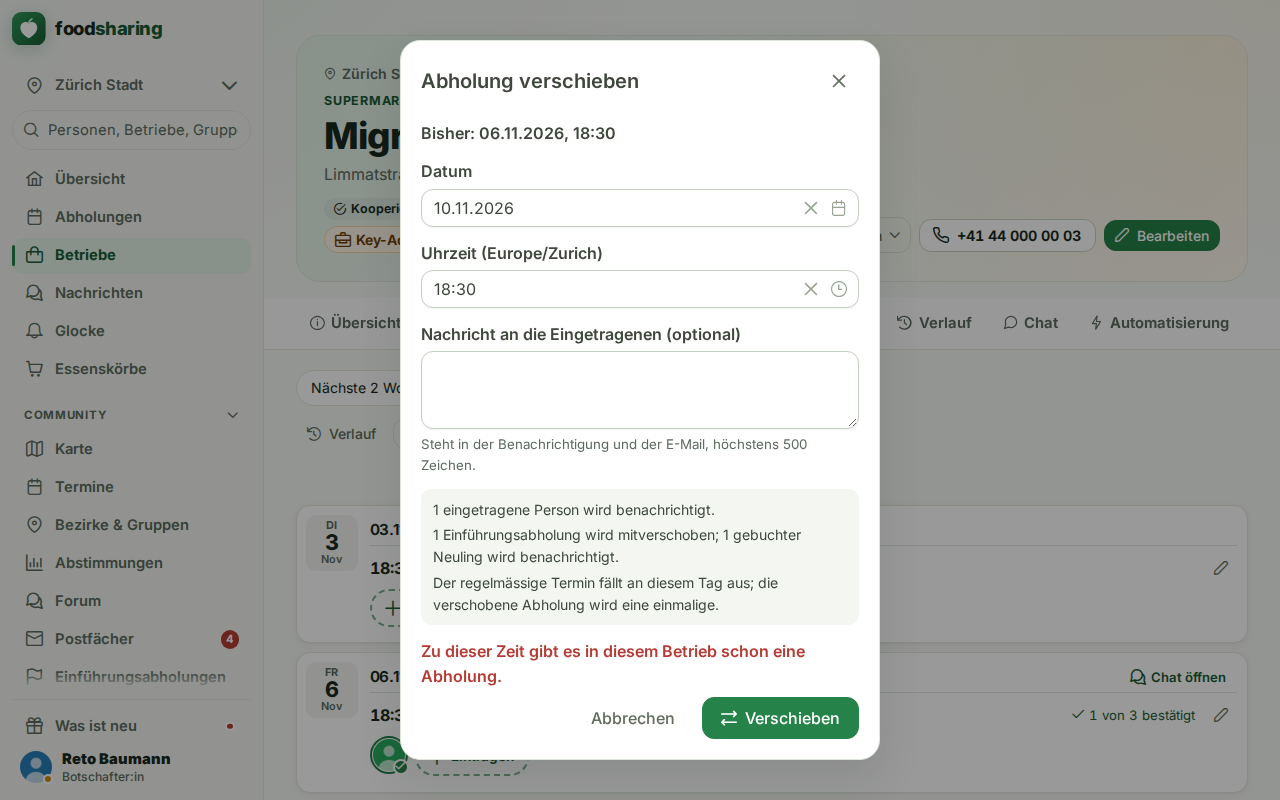 foodsharing
Zürich Stadt
Personen, Betriebe, Grupp
Übersicht
Abholungen
Betriebe
Nachrichten
Glocke
Essenskörbe
COMMUNITY
Karte
Termine
Bezirke & Gruppen
Abstimmungen
Forum
Postfächer
4
Einführungsabholungen
Was ist neu
Reto Baumann
Botschafter:in
Zürich S
SUPERMAR
Migr
Limmatstra
Kooperi
Key-Ac
+41 44 000 00 03
Bearbeiten
Übersicht
Verlauf
Chat
Automatisierung
Nächste 2 Wo
Verlauf
DI
3
Nov
03.1
18:3
FR
6
Nov
06.1
Chat öffnen
18:3
1 von 3 bestätigt
Abholung verschieben
Bisher: 06.11.2026, 18:30
Datum
10.11.2026
Uhrzeit (Europe/Zurich)
18:30
Nachricht an die Eingetragenen (optional)
Steht in der Benachrichtigung und der E-Mail, höchstens 500
Zeichen.
1 eingetragene Person wird benachrichtigt.
1 Einführungsabholung wird mitverschoben; 1 gebuchter
Neuling wird benachrichtigt.
Der regelmässige Termin fällt an diesem Tag aus; die
verschobene Abholung wird eine einmalige.
Zu dieser Zeit gibt es in diesem Betrieb schon eine
Abholung.
Abbrechen
Verschieben